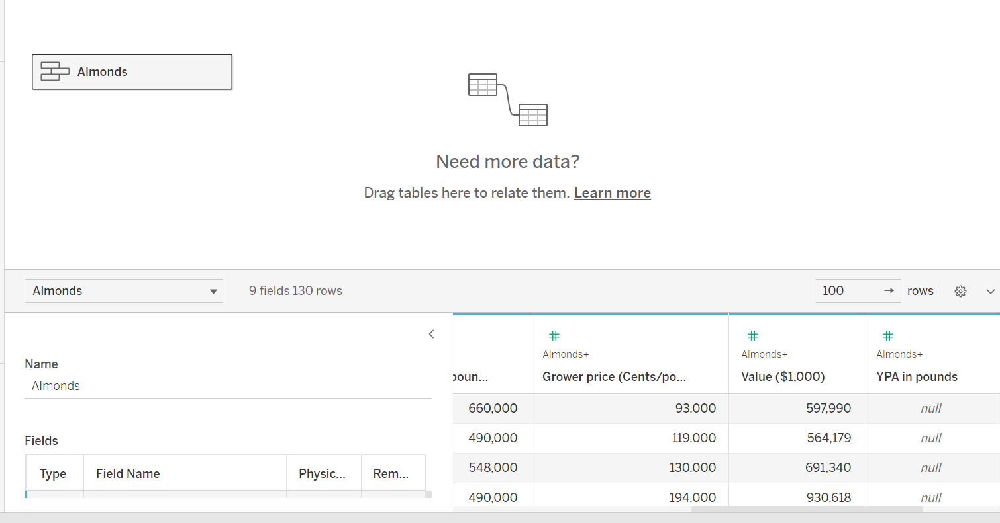 Almonds
Need more data?
Drag tables here to relate them. Learn more
Almonds
9 fields 130 rows
100
rows
Name
Almonds
Fields
Type Field Name Physic... Rem...
# # #
Almonds+ Almonds+ Almonds+
poun... Grower price (Cents/po... Value ($1,000) YPA in pounds
660,000 93.000 597,990 null
490,000 119.000 564,179 null
548,000 130.000 691,340 null
490,000 194.000 930,618 null